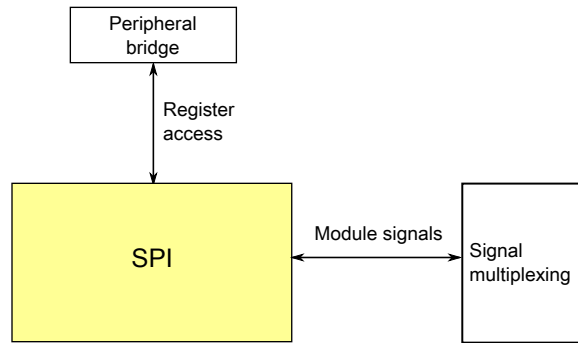 Peripheral
bridge
Register
access
SPI
Module signals
Signal
multiplexing